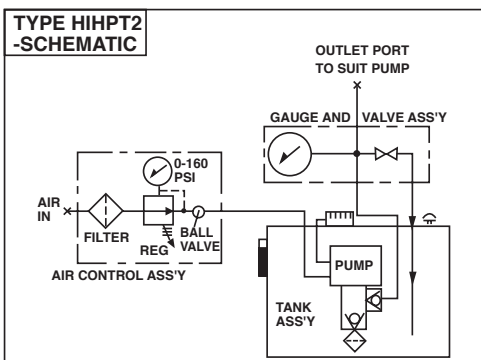 TYPE HIHPT2
-SCHEMATIC
OUTLET PORT
TO SUIT PUMP
GAUGE AND VALVE ASS'Y
0-160
PSI
AIR
IN
FILTER
REG
BALL
VALVE
AIR CONTROL ASS'Y
PUMP
TANK
ASS'Y